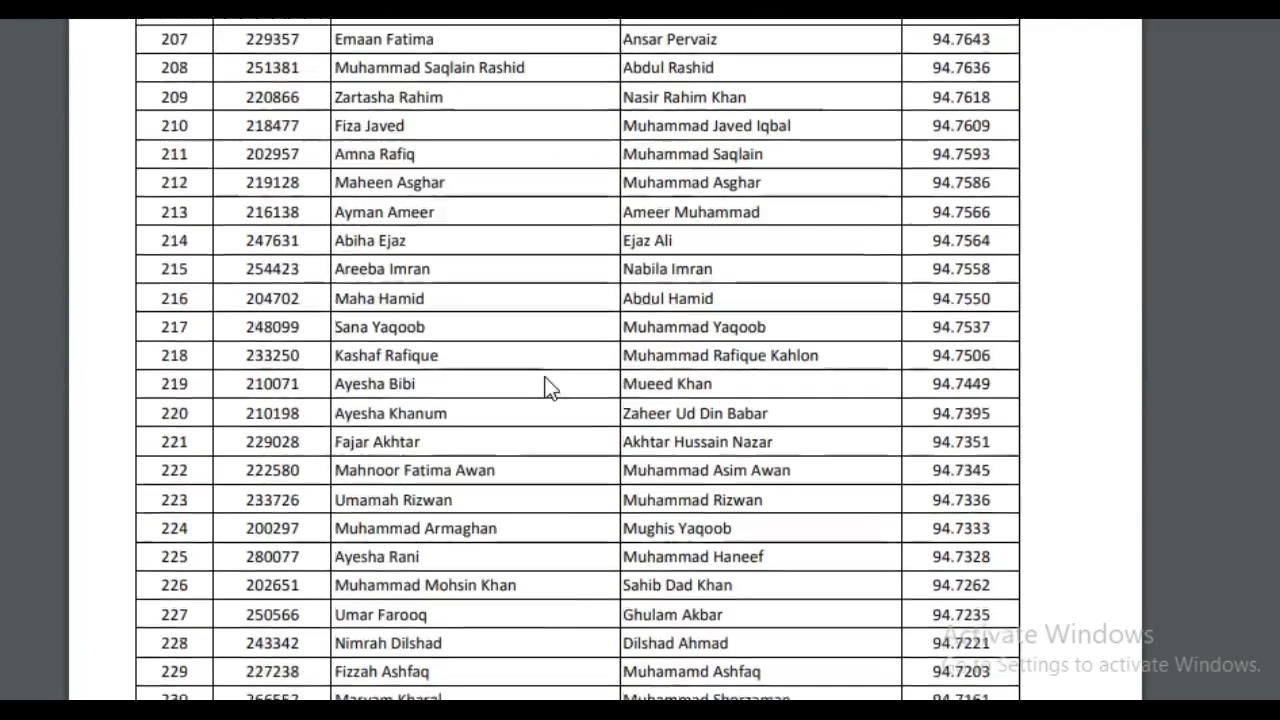 207 229357 Emaan Fatima Ansar Pervaiz 94.7643
208 251381 Muhammad Saqlain Rashid Abdul Rashid 94.7636
209 220866 Zartasha Rahim Nasir Rahim Khan 94.7618
210 218477 Fiza Javed Muhammad Javed Iqbal 94.7609
211 202957 Amna Rafiq Muhammad Saqlain 94.7593
212 219128 Maheen Asghar Muhammad Asghar 94.7586
213 216138 Ayman Ameer Ameer Muhammad 94.7566
214 247631 Abiha Ejaz Ejaz Ali 94.7564
215 254423 Areeba Imran Nabila Imran 94.7558
216 204702 Maha Hamid Abdul Hamid 94.7550
217 248099 Sana Yaqoob Muhammad Yaqoob 94.7537
218 233250 Kashaf Rafique Muhammad Rafique Kahlon 94.7506
219 210071 Ayesha Bibi Mueed Khan 94.7449
220 210198 Ayesha Khanum Zaheer Ud Din Babar 94.7395
221 229028 Fajar Akhtar Akhtar Hussain Nazar 94.7351
222 222580 Mahnoor Fatima Awan Muhammad Asim Awan 94.7345
223 233726 Umamah Rizwan Muhammad Rizwan 94.7336
224 200297 Muhammad Armaghan Mughis Yaqoob 94.7333
225 280077 Ayesha Rani Muhammad Haneef 94.7328
226 202651 Muhammad Mohsin Khan Sahib Dad Khan 94.7262
227 250566 Umar Farooq Ghulam Akbar 94.7235
228 243342 Nimrah Dilshad Dilshad Ahmad 94.7221
229 227238 Fizzah Ashfaq Muhamamd Ashfaq 94.7203
Activate Windows
Go to Settings to activate Windows.